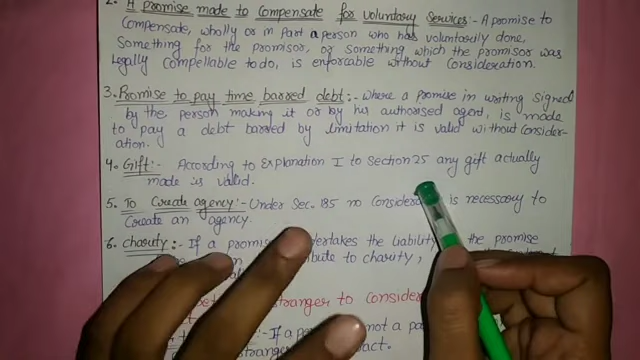 2. A promise made to compensate for voluntary services:- A promise to
compensate, wholly or in part a person who has voluntarily done,
Something for the promisor, or something which the promisor was
legally compellable to do, is enforcable without consideration.
3. Promise to pay time barred debt:- Where a promise in writing signed
by the person making it or by his authorised agent, is made
to pay a debt barred by limitation it is valid without consider-
ation.
4. Gift:- According to Explanation I to Section 25 any gift actually
made is valid.
5. To Create agency:- Under Sec. 185 no Consideration is necessary to
Create an agency.
6. Charity:- If a promise undertakes the liability the promise
to charity,
stranger to
If a not a